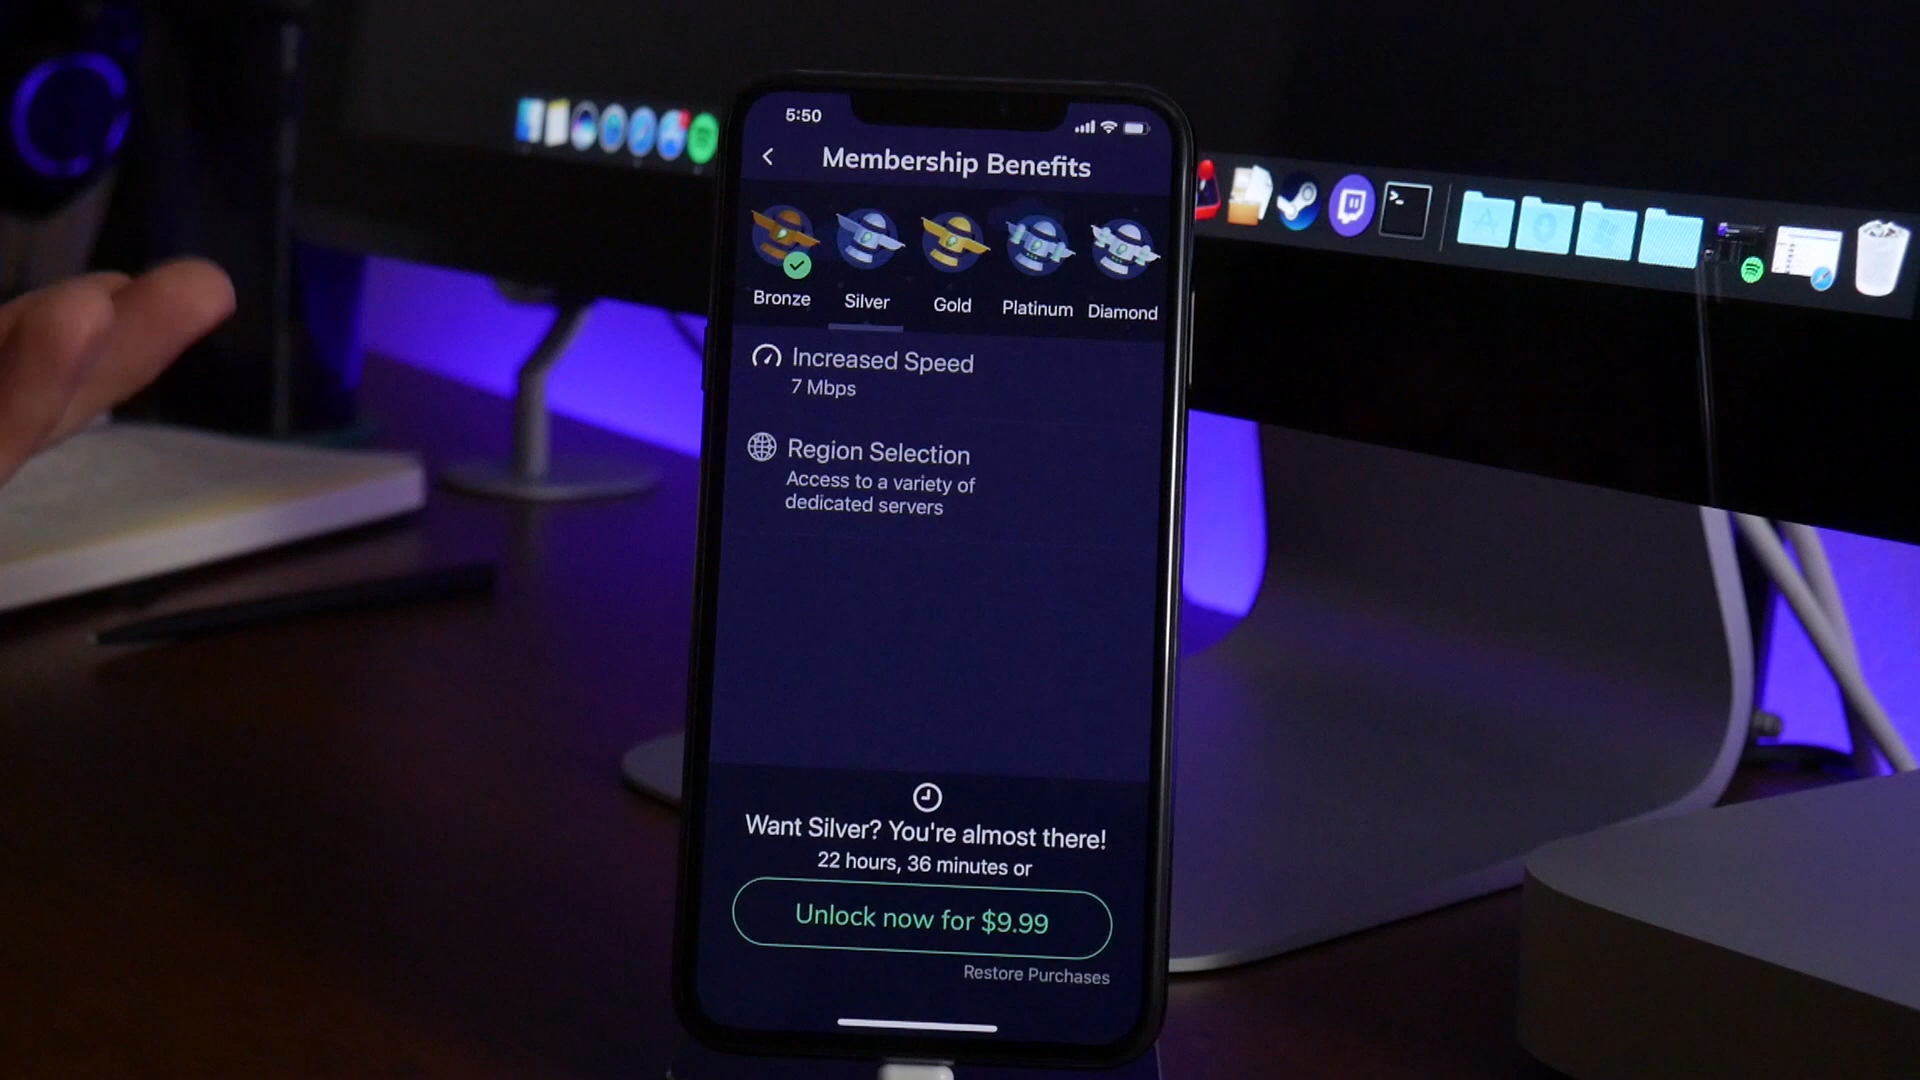 5:50
Membership Benefits
Bronze
Silver
Gold
Platinum
Diamond
Increased Speed
7 Mbps
Region Selection
Access to a variety of
dedicated servers
Want Silver? You're almost there!
22 hours, 36 minutes or
Unlock now for $9.99
Restore Purchases